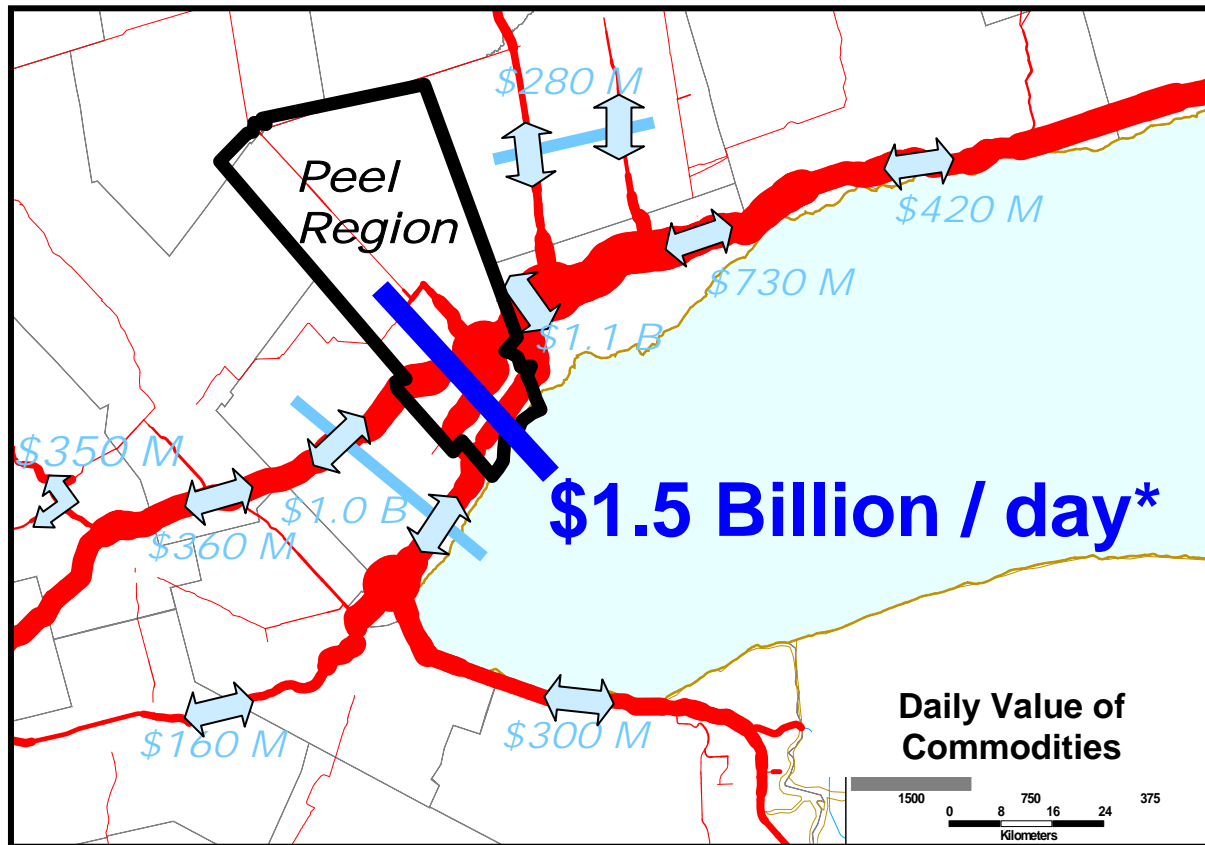 $280 M
Peel
Region
$420 M
$730 M
$1.1 B
$350 M
$1.0 B
$1.5 Billion / day*
$360 M
$160 M
$300 M
Daily Value of
Commodities
1500 750 375
0 8 16 24
Kilometers